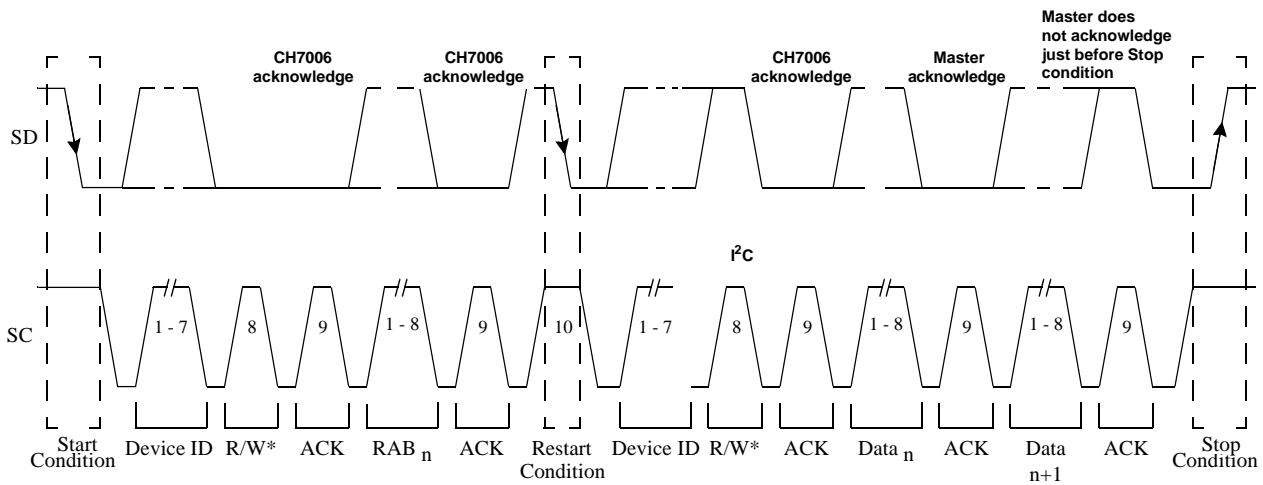 Master does
not acknowledge
just before Stop
condition
CH7006
acknowledge
CH7006
acknowledge
CH7006
acknowledge
Master
acknowledge
SD
I²C
SC
1 - 7
8
9
1 - 8
9
10
1 - 7
8
9
1 - 8
9
1 - 8
9
Start
Condition
Device ID
R/W*
ACK
RAB n
ACK
Restart
Condition
Device ID
R/W*
ACK
Data n
ACK
Data
n+1
ACK
Stop
Condition